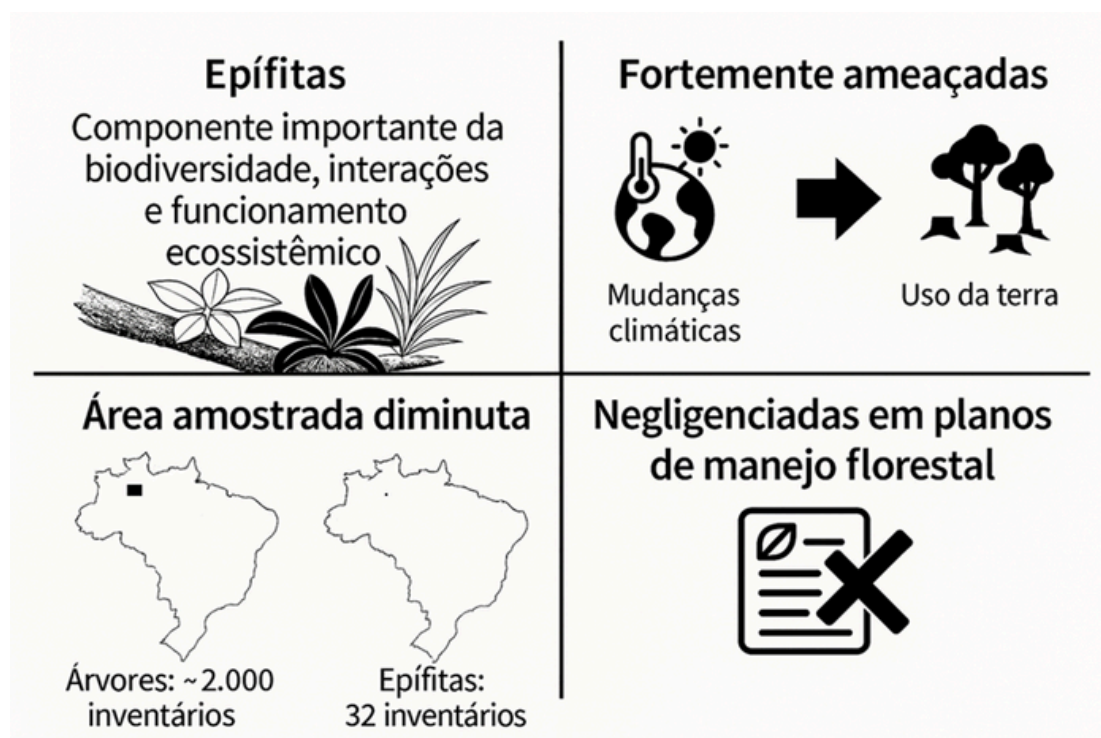 Epífitas
Componente importante da
biodiversidade, interações
e funcionamento
ecossistêmico
Fortemente ameaçadas
Mudanças
climáticas
Uso da terra
Área amostrada diminuta
Árvores: ~2.000
inventários
Epífitas:
32 inventários
Negligenciadas em planos
de manejo florestal